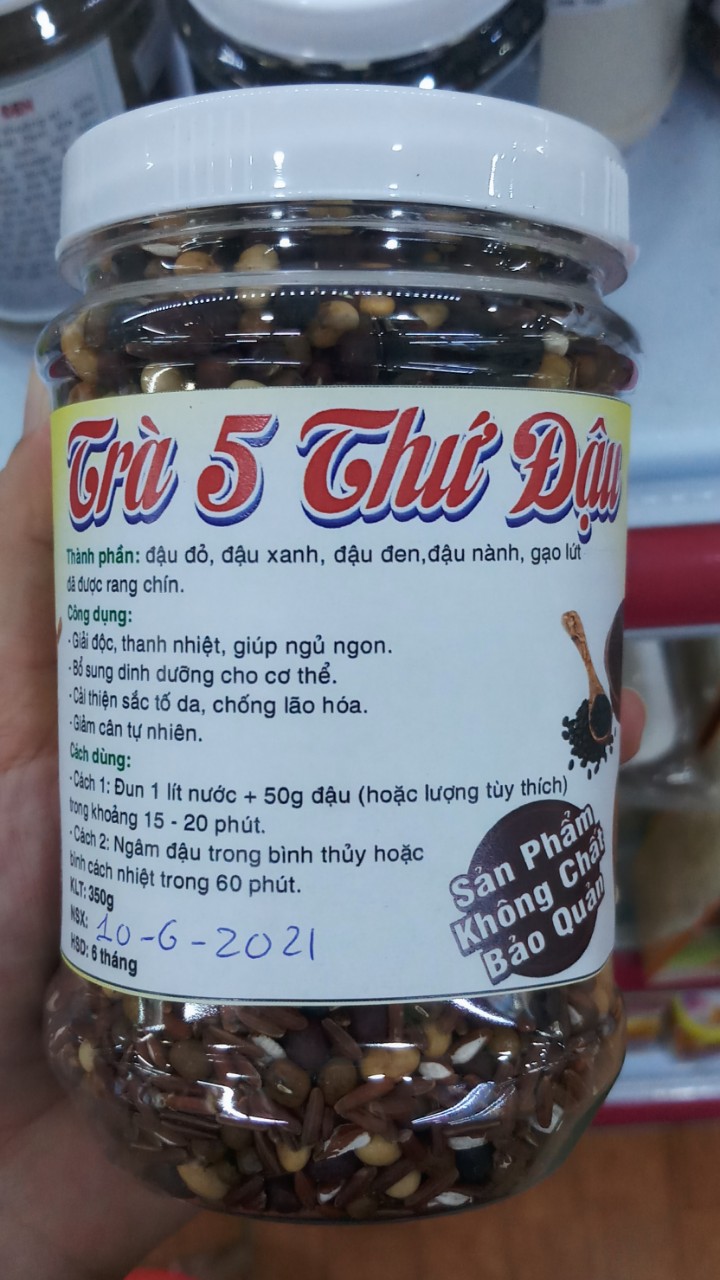 Trà 5 Thứ Đậu
Thành phần: đậu đỏ, đậu xanh, đậu đen,đậu nành, gạo lứt
đã được rang chín.
Công dụng:
- Giải độc, thanh nhiệt, giúp ngủ ngon.
- Bổ sung dinh dưỡng cho cơ thể.
- Cải thiện sắc tố da, chống lão hóa.
- Giảm cân tự nhiên.
Cách dùng:
- Cách 1: Đun 1 lít nước + 50g đậu (hoặc lượng tùy thích)
trong khoảng 15 - 20 phút.
- Cách 2: Ngâm đậu trong bình thủy hoặc
bình cách nhiệt trong 60 phút.
KLT: 350g
NSX: 10-6-2021
HSD: 6 tháng
Sản Phẩm
Không Chất
Bảo Quản